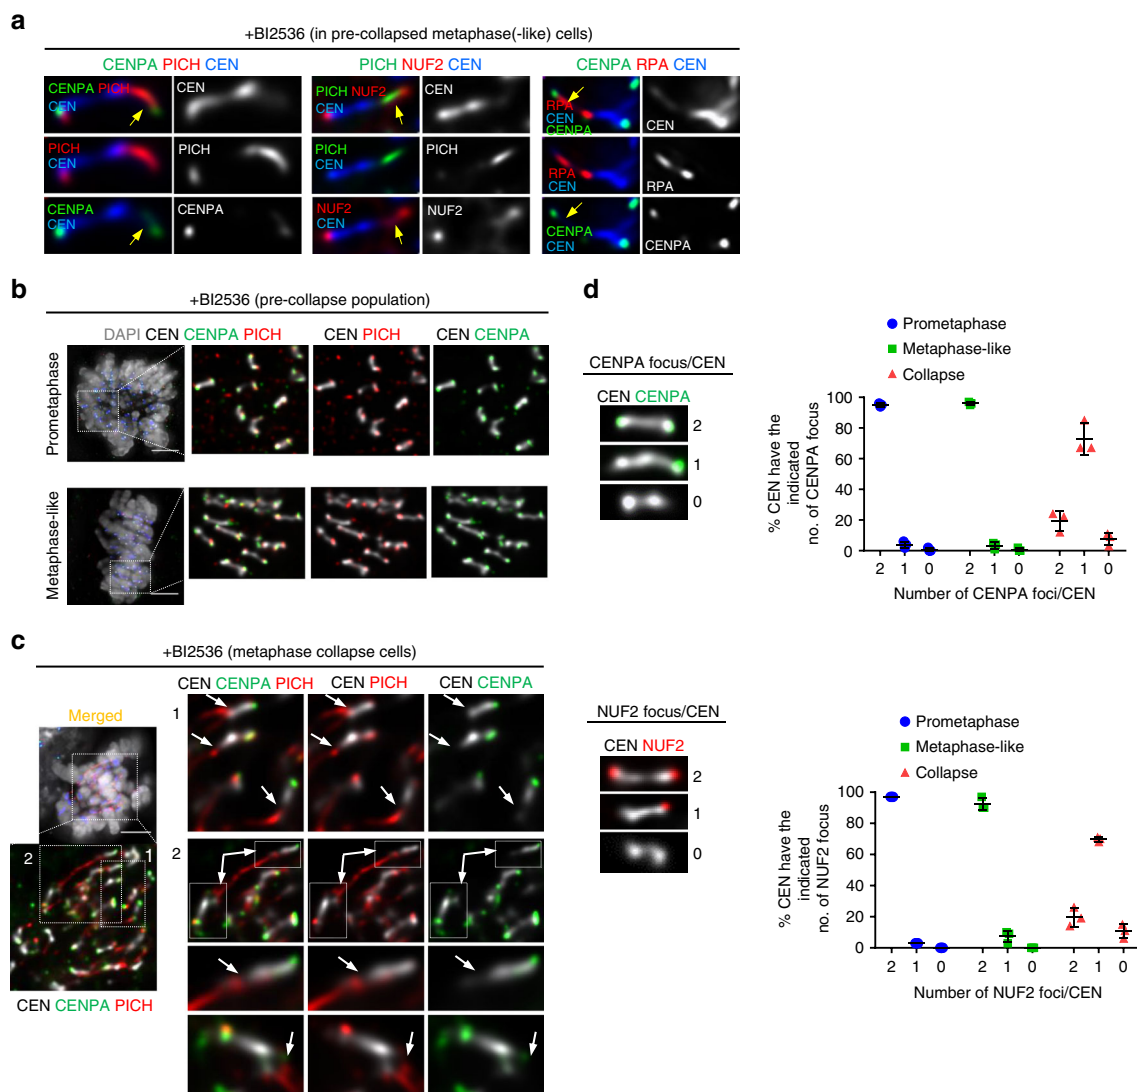 a
+BI2536 (in pre-collapsed metaphase(-like) cells)
CENPA PICH CEN
PICH NUF2 CEN
CENPA RPA CEN
CENPA PICH
CEN
CEN
PICH NUF2
CEN
CEN
RPA
CEN
CENPA
CEN
PICH
CEN
PICH
PICH
CEN
PICH
RPA
CEN
RPA
CENPA
CEN
CENPA
NUF2
CEN
NUF2
CENPA
CEN
CENPA
b
+BI2536 (pre-collapse population)
DAPI CEN CENPA PICH
CEN PICH
CEN CENPA
Prometaphase
Metaphase-like
c
+BI2536 (metaphase collapse cells)
CEN CENPA PICH
CEN PICH
CEN CENPA
Merged
1
2
2
1
CEN CENPA PICH
d
CENPA focus/CEN
CEN CENPA
2
1
0
Prometaphase
Metaphase-like
Collapse
% CEN have the
indicated
no. of CENPA focus
100
80
60
40
20
0
2 1 0 2 1 0 2 1 0
Number of CENPA foci/CEN
NUF2 focus/CEN
CEN NUF2
2
1
0
Prometaphase
Metaphase-like
Collapse
% CEN have the
indicated
no. of NUF2 focus
100
80
60
40
20
0
2 1 0 2 1 0 2 1 0
Number of NUF2 foci/CEN